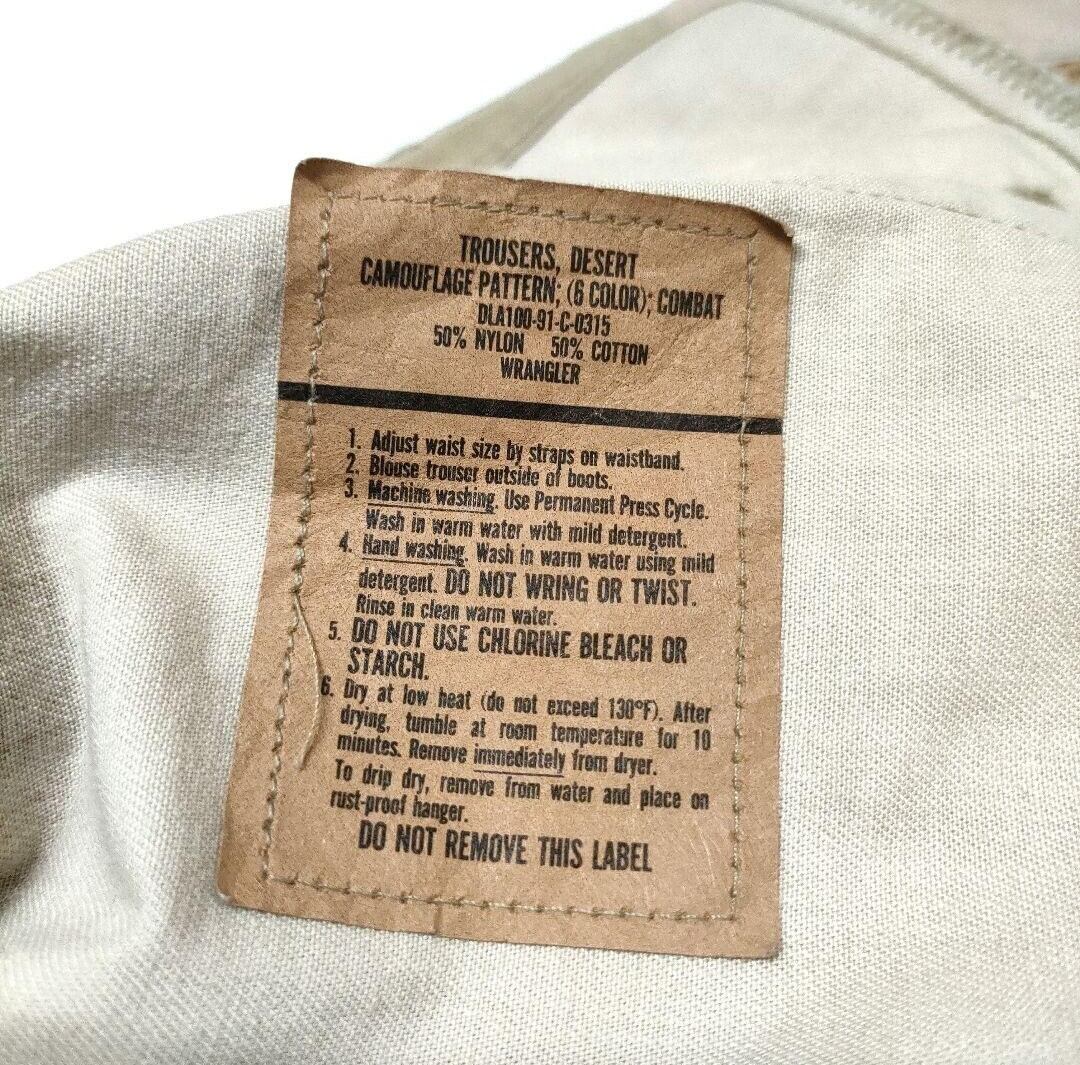 TROUSERS, DESERT
CAMOUFLAGE PATTERN; (6 COLOR); COMBAT
DLA100-91-C-0315
50% NYLON 50% COTTON
WRANGLER
1. Adjust waist size by straps on waistband.
2. Blouse trouser outside of boots.
3. Machine washing. Use Permanent Press Cycle.
Wash in warm water with mild detergent.
4. Hand washing. Wash in warm water using mild
detergent. DO NOT WRING OR TWIST.
Rinse in clean warm water.
5. DO NOT USE CHLORINE BLEACH OR
STARCH.
6. Dry at low heat (do not exceed 130°F). After
drying, tumble at room temperature for 10
minutes. Remove immediately from dryer.
To drip dry, remove from water and place on
rust-proof hanger.
DO NOT REMOVE THIS LABEL